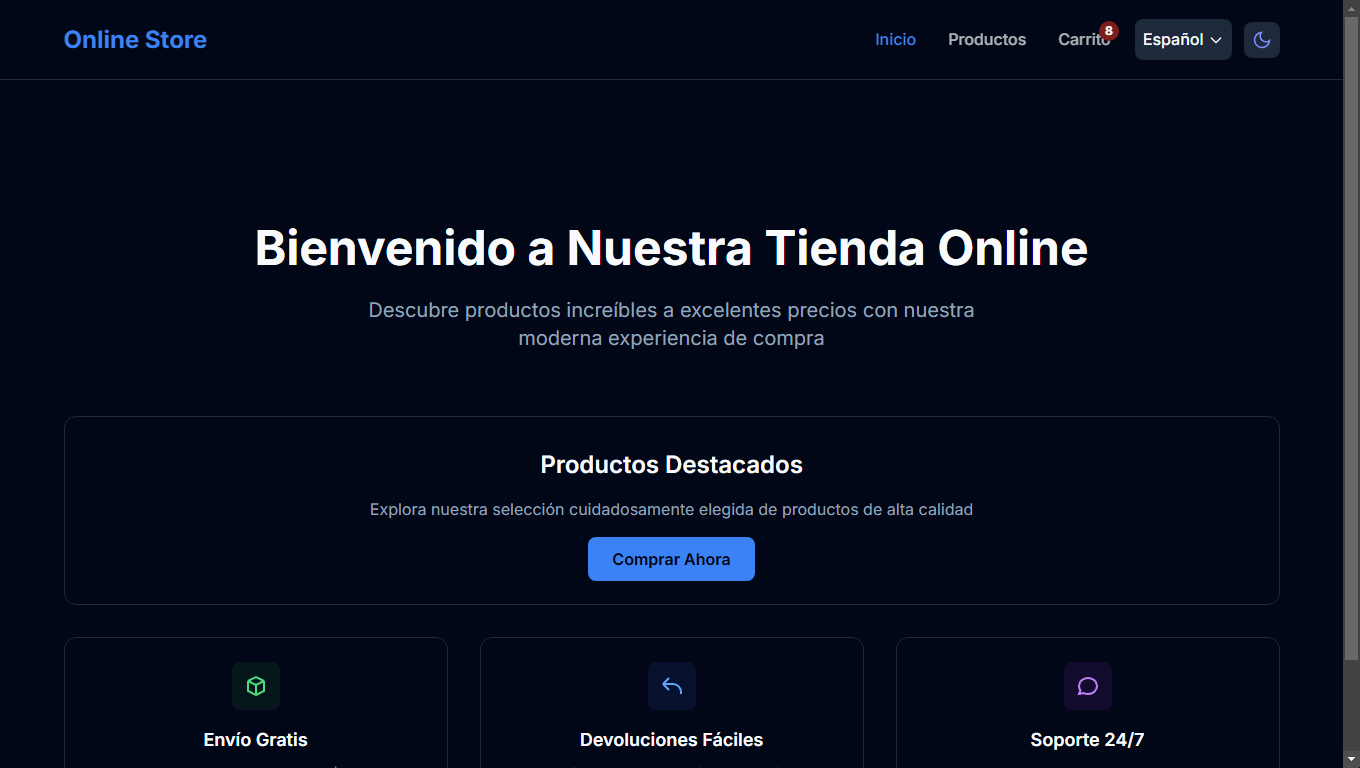 Online Store
Inicio
Productos
Carrito
8
Español
Bienvenido a Nuestra Tienda Online
Descubre productos increíbles a excelentes precios con nuestra
moderna experiencia de compra
Productos Destacados
Explora nuestra selección cuidadosamente elegida de productos de alta calidad
Comprar Ahora
Envío Gratis
Devoluciones Fáciles
Soporte 24/7